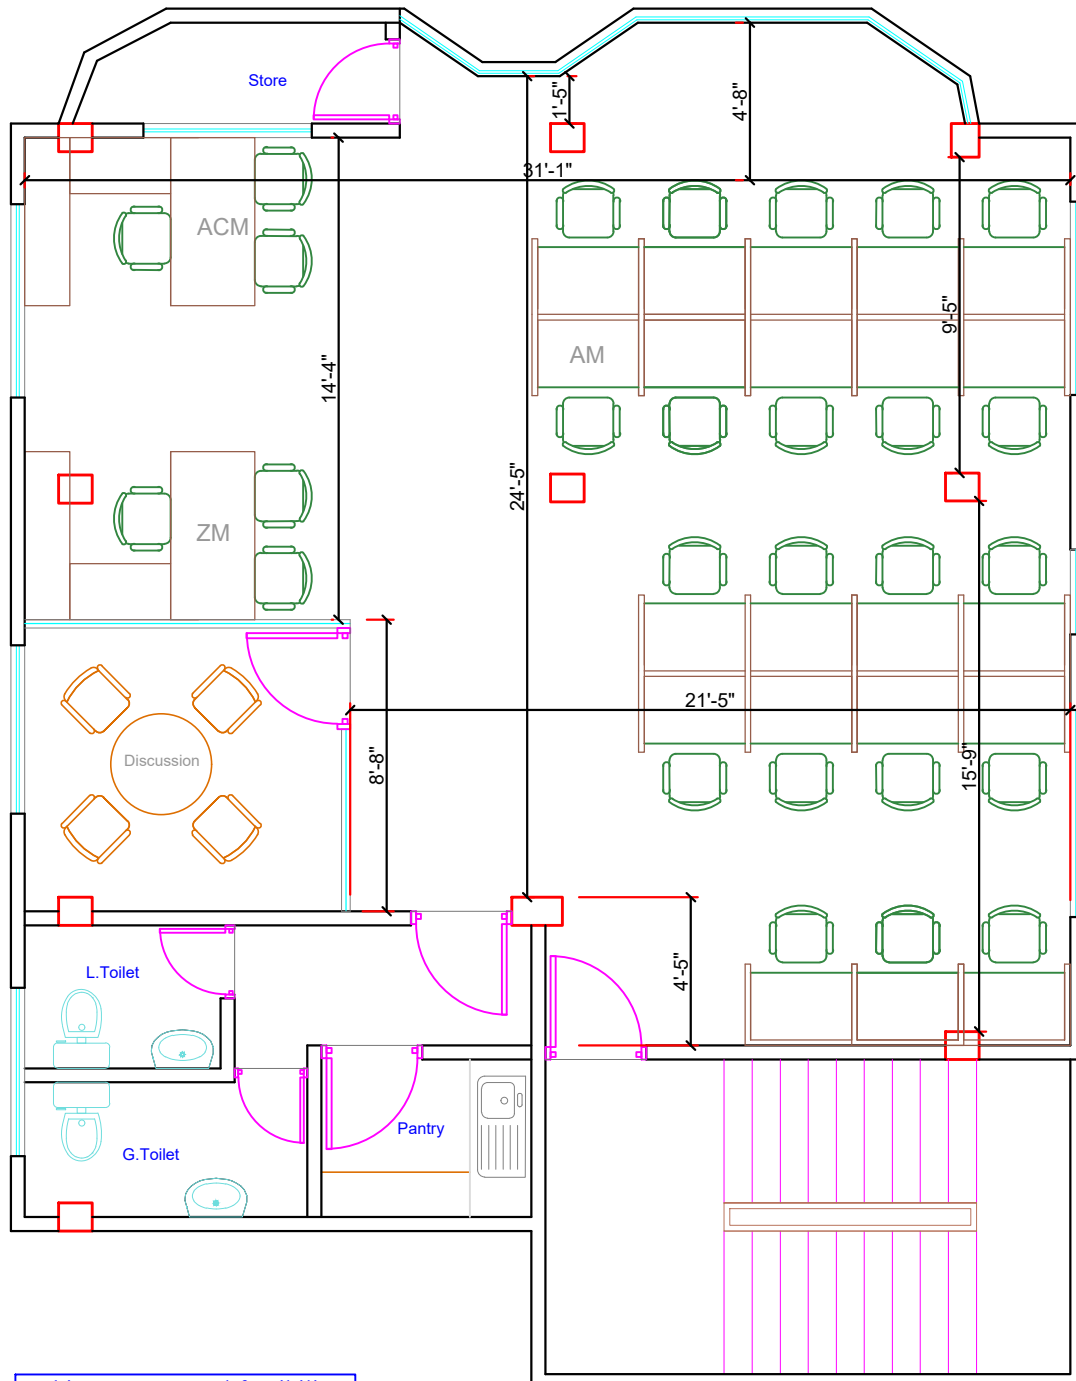 Store
1'-5"
4'-8"
31'-1"
ACM
9'-5"
AM
14'-4"
24'-5"
ZM
21'-5"
Discussion
8'-8"
15'-9"
L.Toilet
4'-5"
Pantry
G.Toilet